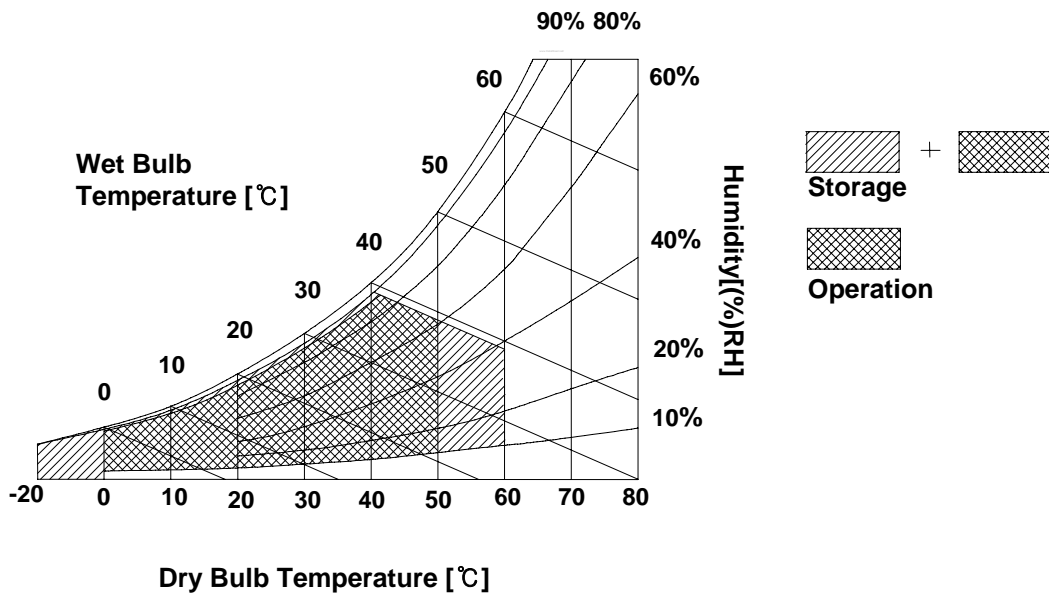 90% 80%
60
60%
50
Wet Bulb
Temperature [℃]
Storage
+
40%
40
Humidity[(%)RH]
Operation
30
20
20%
10
0
10%
-20 0 10 20 30 40 50 60 70 80
Dry Bulb Temperature [℃]